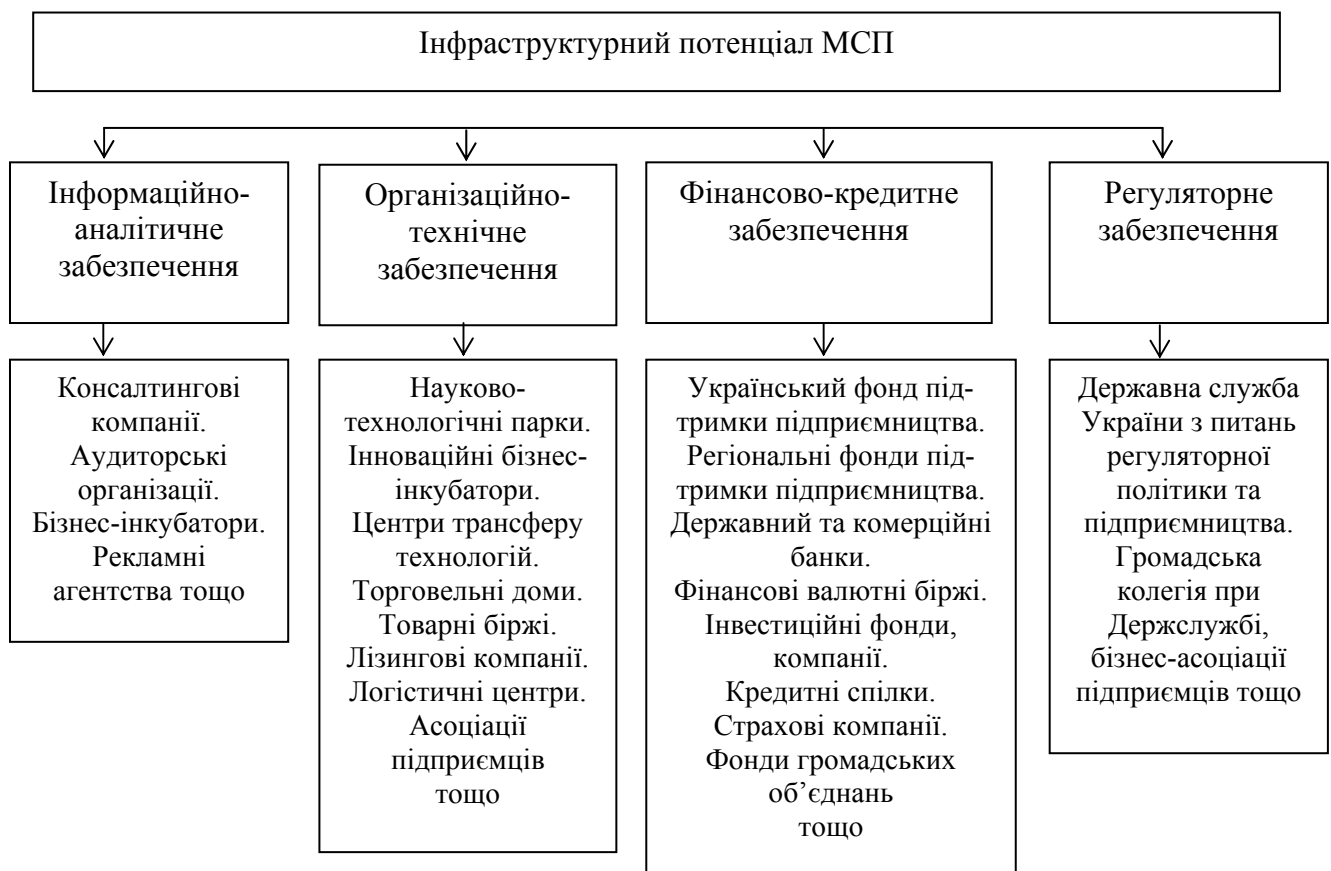 Інфраструктурний потенціал МСП
Інформаційно-
аналітичне
забезпечення
Організаційно-
технічне
забезпечення
Фінансово-кредитне
забезпечення
Регуляторне
забезпечення
Консалтингові
компанії.
Аудиторські
організації.
Бізнес-інкубатори.
Рекламні
агентства тощо
Науково-
технологічні парки.
Інноваційні бізнес-
інкубатори.
Центри трансферу
технологій.
Торговельні доми.
Товарні біржі.
Лізингові компанії.
Логістичні центри.
Асоціації
підприємців
тощо
Український фонд під-
тримки підприємництва.
Регіональні фонди під-
тримки підприємництва.
Державний та комерційні
банки.
Фінансові валютні біржі.
Інвестиційні фонди,
компанії.
Кредитні спілки.
Страхові компанії.
Фонди громадських
об’єднань
тощо
Державна служба
України з питань
регуляторної
політики та
підприємництва.
Громадська
колегія при
Держслужбі,
бізнес-асоціації
підприємців тощо